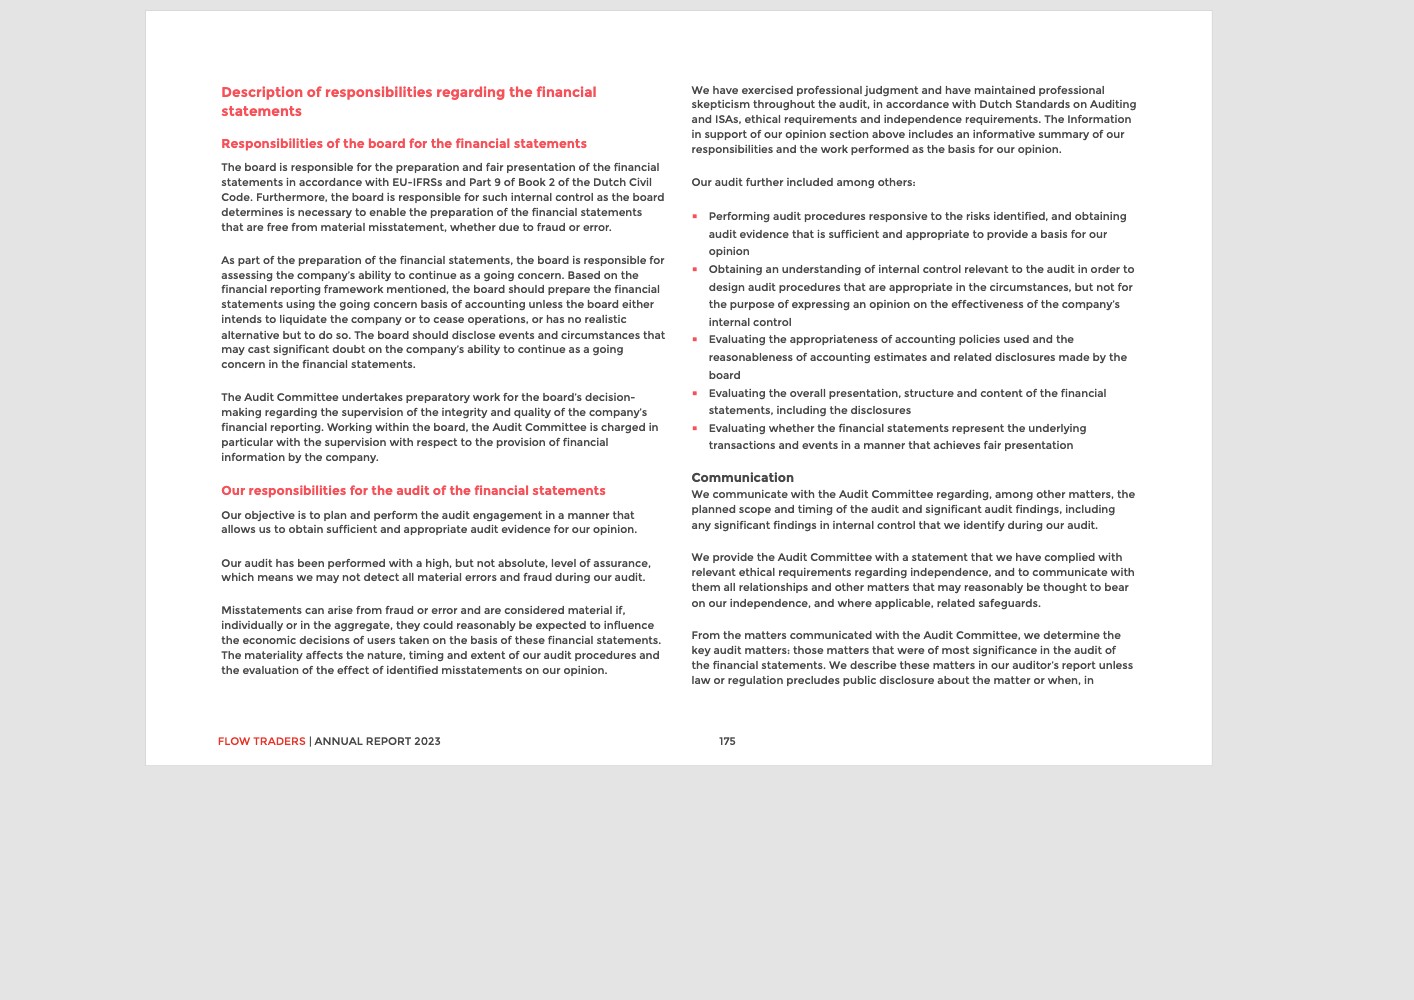 Description of responsibilities regarding the financial
statements
Responsibilities of the board for the financial statements
The board is responsible for the preparation and fair presentation of the financial
statements in accordance with EU-IFRSs and Part 9 of Book 2 of the Dutch Civil
Code. Furthermore, the board is responsible for such internal control as the board
determines is necessary to enable the preparation of the financial statements
that are free from material misstatement, whether due to fraud or error.
As part of the preparation of the financial statements, the board is responsible for
assessing the company's ability to continue as a going concern. Based on the
financial reporting framework mentioned, the board should prepare the financial
statements using the going concern basis of accounting unless the board either
intends to liquidate the company or to cease operations, or has no realistic
alternative but to do so. The board should disclose events and circumstances that
may cast significant doubt on the company's ability to continue as a going
concern in the financial statements.
The Audit Committee undertakes preparatory work for the board's decision-
making regarding the supervision of the integrity and quality of the company's
financial reporting. Working within the board, the Audit Committee is charged in
particular with the supervision with respect to the provision of financial
information by the company.
Our responsibilities for the audit of the financial statements
Our objective is to plan and perform the audit engagement in a manner that
allows us to obtain sufficient and appropriate audit evidence for our opinion.
Our audit has been performed with a high, but not absolute, level of assurance,
which means we may not detect all material errors and fraud during our audit.
Misstatements can arise from fraud or error and are considered material if,
individually or in the aggregate, they could reasonably be expected to influence
the economic decisions of users taken on the basis of these financial statements.
The materiality affects the nature, timing and extent of our audit procedures and
the evaluation of the effect of identified misstatements on our opinion.
We have exercised professional judgment and have maintained professional
skepticism throughout the audit, in accordance with Dutch Standards on Auditing
and ISAs, ethical requirements and independence requirements. The Information
in support of our opinion section above includes an informative summary of our
responsibilities and the work performed as the basis for our opinion.
Our audit further included among others:
▪ Performing audit procedures responsive to the risks identified, and obtaining
audit evidence that is sufficient and appropriate to provide a basis for our
opinion
▪ Obtaining an understanding of internal control relevant to the audit in order to
design audit procedures that are appropriate in the circumstances, but not for
the purpose of expressing an opinion on the effectiveness of the company's
internal control
▪ Evaluating the appropriateness of accounting policies used and the
reasonableness of accounting estimates and related disclosures made by the
board
▪ Evaluating the overall presentation, structure and content of the financial
statements, including the disclosures
▪ Evaluating whether the financial statements represent the underlying
transactions and events in a manner that achieves fair presentation
Communication
We communicate with the Audit Committee regarding, among other matters, the
planned scope and timing of the audit and significant audit findings, including
any significant findings in internal control that we identify during our audit.
We provide the Audit Committee with a statement that we have complied with
relevant ethical requirements regarding independence, and to communicate with
them all relationships and other matters that may reasonably be thought to bear
on our independence, and where applicable, related safeguards.
From the matters communicated with the Audit Committee, we determine the
key audit matters: those matters that were of most significance in the audit of
the financial statements. We describe these matters in our auditor's report unless
law or regulation precludes public disclosure about the matter or when, in
FLOW TRADERS | ANNUAL REPORT 2023
175